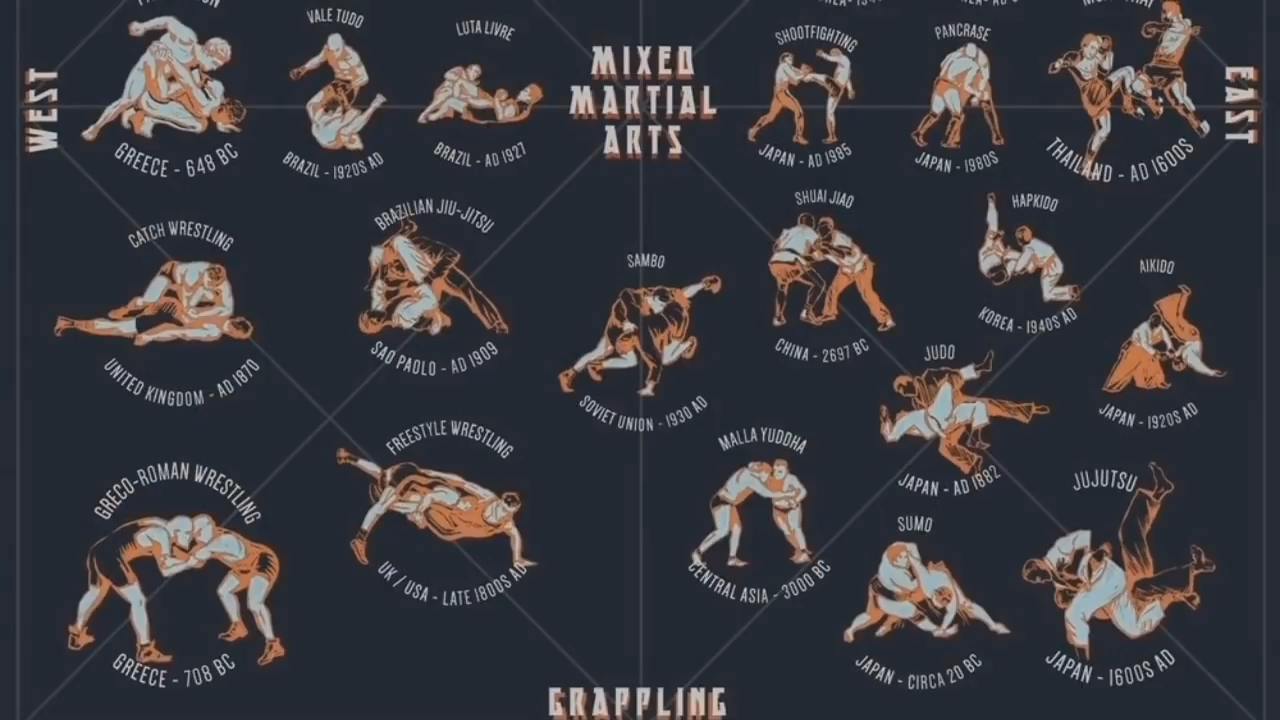 VALE TUDO
BRAZIL - 1920S AD
LUTA LIVRE
BRAZIL - AD 1927
GREECE - 648 BC
WEST
MIXED
MARTIAL
ARTS
SHOOTFIGHTING
JAPAN - AD 1985
PANCRASE
JAPAN - 1980S
THAILAND - AD 1600S
EAST
CATCH WRESTLING
UNITED KINGDOM - AD 1870
BRAZILIAN JIU-JITSU
SAO PAOLO - AD 1909
SAMBO
SOVIET UNION - 1930 AD
SHUAI JIAO
CHINA - 2697 BC
HAPKIDO
KOREA - 1940S AD
AIKIDO
JAPAN - 1920S AD
JUDO
JAPAN - AD 1882
GRECO-ROMAN WRESTLING
GREECE - 708 BC
FREESTYLE WRESTLING
UK / USA - LATE 1800S AD
MALLA YUDDHA
CENTRAL ASIA - 3000 BC
SUMO
JAPAN - CIRCA 20 BC
JUJUTSU
JAPAN - 1600S AD
GRAPPLING